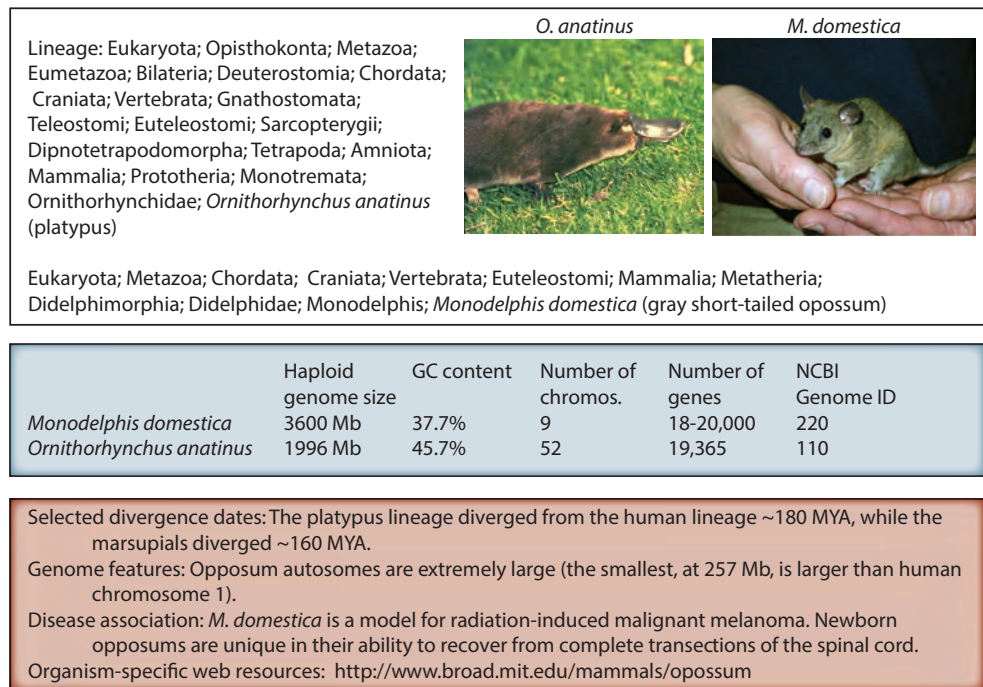 O. anatinus
M. domestica
Lineage: Eukaryota; Opisthokonta; Metazoa;
Eumetazoa; Bilateria; Deuterostomia; Chordata;
Craniata; Vertebrata; Gnathostomata;
Teleostomi; Euteleostomi; Sarcopterygii;
Dipnotetrapodomorpha; Tetrapoda; Amniota;
Mammalia; Prototheria; Monotremata;
Ornithorhynchidae; Ornithorhynchus anatinus
(platypus)
Eukaryota; Metazoa; Chordata; Craniata; Vertebrata; Euteleostomi; Mammalia; Metatheria;
Didelphimorphia; Didelphidae; Monodelphis; Monodelphis domestica (gray short-tailed opossum)
Haploid GC content Number of Number of NCBI
genome size chromos. genes Genome ID
Monodelphis domestica 3600 Mb 37.7% 9 18-20,000 220
Ornithorhynchus anatinus 1996 Mb 45.7% 52 19,365 110
Selected divergence dates: The platypus lineage diverged from the human lineage ~180 MYA, while the
marsupials diverged ~160 MYA.
Genome features: Opposum autosomes are extremely large (the smallest, at 257 Mb, is larger than human
chromosome 1).
Disease association: M. domestica is a model for radiation-induced malignant melanoma. Newborn
opposums are unique in their ability to recover from complete transections of the spinal cord.
Organism-specific web resources: http://www.broad.mit.edu/mammals/opossum